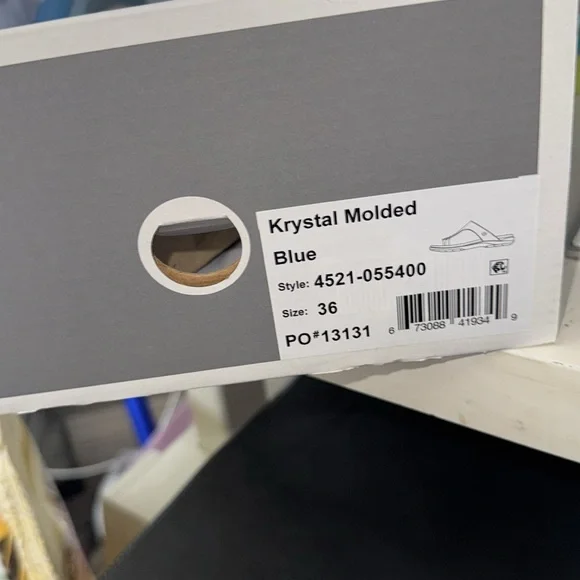 Krystal Molded
Blue
Style: 4521-055400
Size: 36
PO#13131
6 73088 41934 9